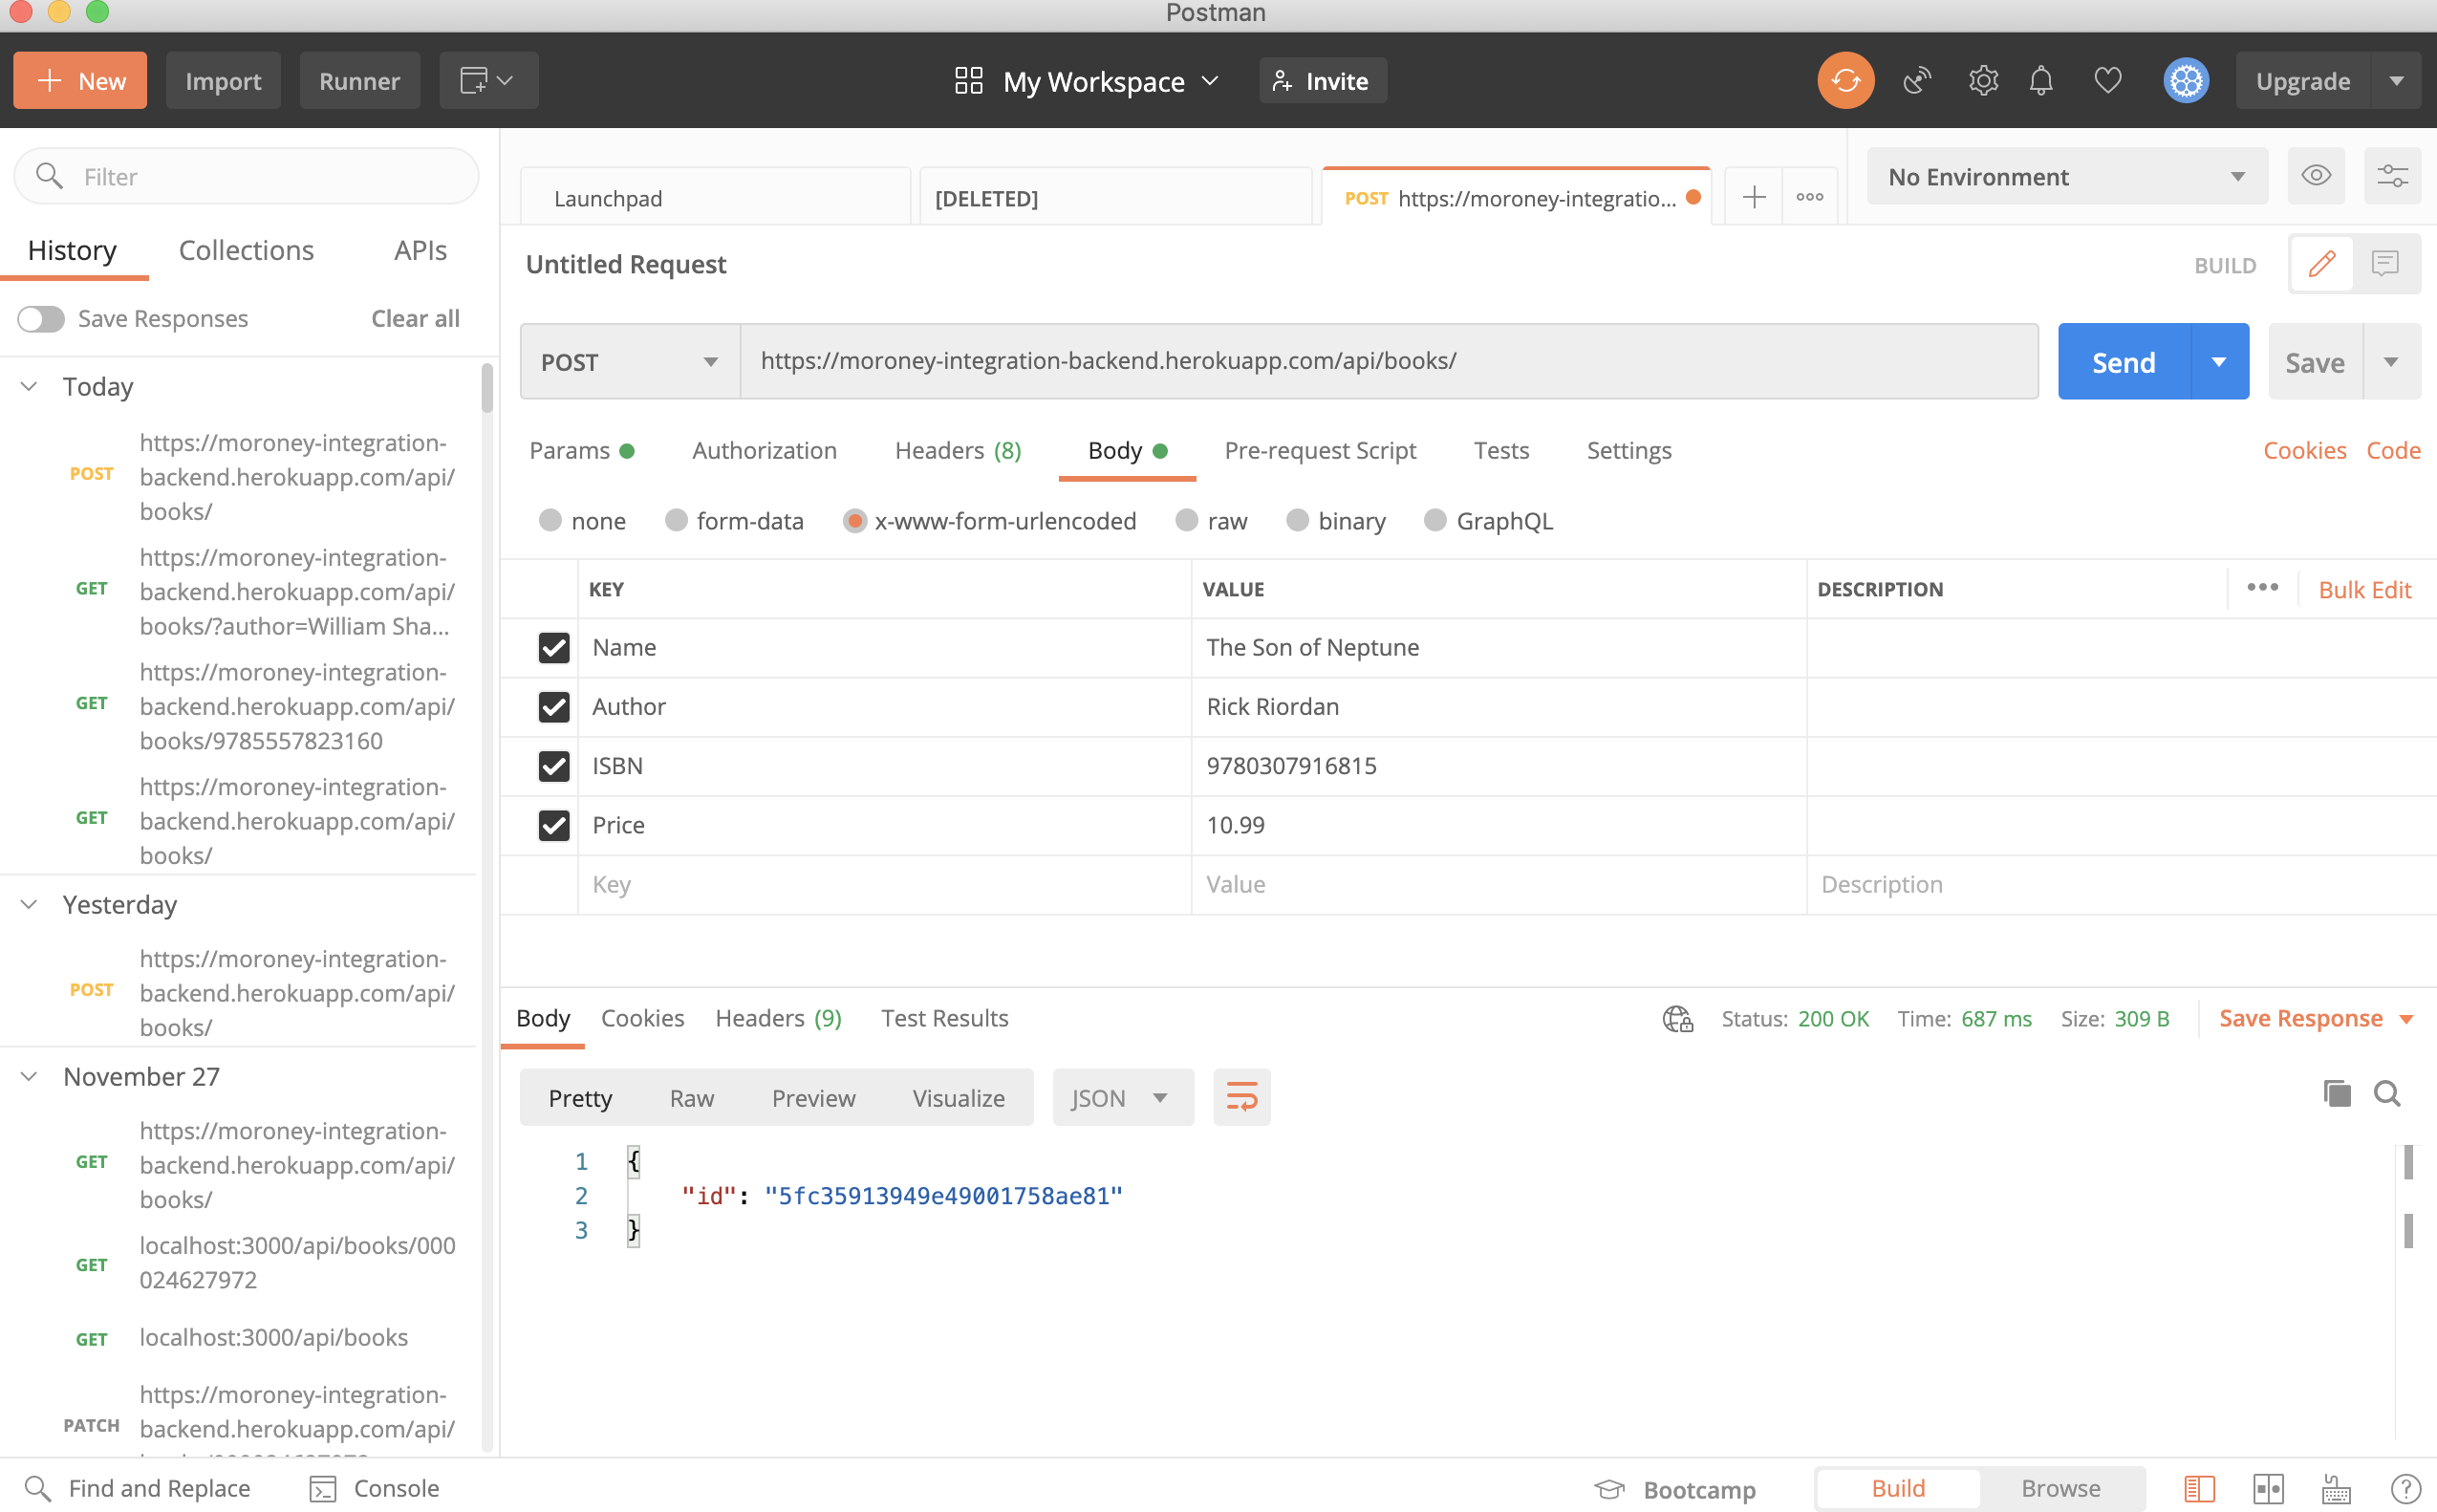 Postman
New
Import
Runner
My Workspace
Invite
Upgrade
Filter
History
Collections
APIs
Save Responses
Clear all
Today
POST
https://moroney-integration-
backend.herokuapp.com/api/
books/
GET
https://moroney-integration-
backend.herokuapp.com/api/
books/?author=William Sha...
GET
https://moroney-integration-
backend.herokuapp.com/api/
books/9785557823160
GET
https://moroney-integration-
backend.herokuapp.com/api/
books/
Yesterday
POST
https://moroney-integration-
backend.herokuapp.com/api/
books/
November 27
GET
https://moroney-integration-
backend.herokuapp.com/api/
books/
GET
localhost:3000/api/books/000
024627972
GET
localhost:3000/api/books
PATCH
https://moroney-integration-
backend.herokuapp.com/api/
Launchpad
[DELETED]
POST https://moroney-integratio...
No Environment
Untitled Request
BUILD
POST
https://moroney-integration-backend.herokuapp.com/api/books/
Send
Save
Params
Authorization
Headers (8)
Body
Pre-request Script
Tests
Settings
Cookies
Code
none
form-data
x-www-form-urlencoded
raw
binary
GraphQL
KEY VALUE DESCRIPTION
Bulk Edit
Name The Son of Neptune
Author Rick Riordan
ISBN 9780307916815
Price 10.99
Key Value Description
Body
Cookies
Headers (9)
Test Results
Status: 200 OK
Time: 687 ms
Size: 309 B
Save Response
Pretty
Raw
Preview
Visualize
JSON
1 {
2 "id": "5fc35913949e49001758ae81"
3 }
Find and Replace
Console
Bootcamp
Build
Browse